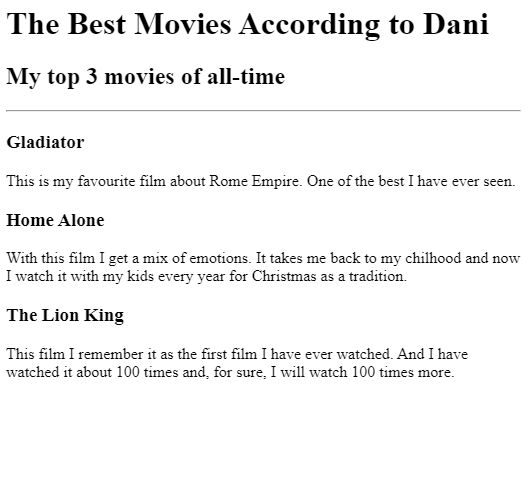 The Best Movies According to Dani
My top 3 movies of all-time
Gladiator
This is my favourite film about Rome Empire. One of the best I have ever seen.
Home Alone
With this film I get a mix of emotions. It takes me back to my chilhood and now
I watch it with my kids every year for Christmas as a tradition.
The Lion King
This film I remember it as the first film I have ever watched. And I have
watched it about 100 times and, for sure, I will watch 100 times more.